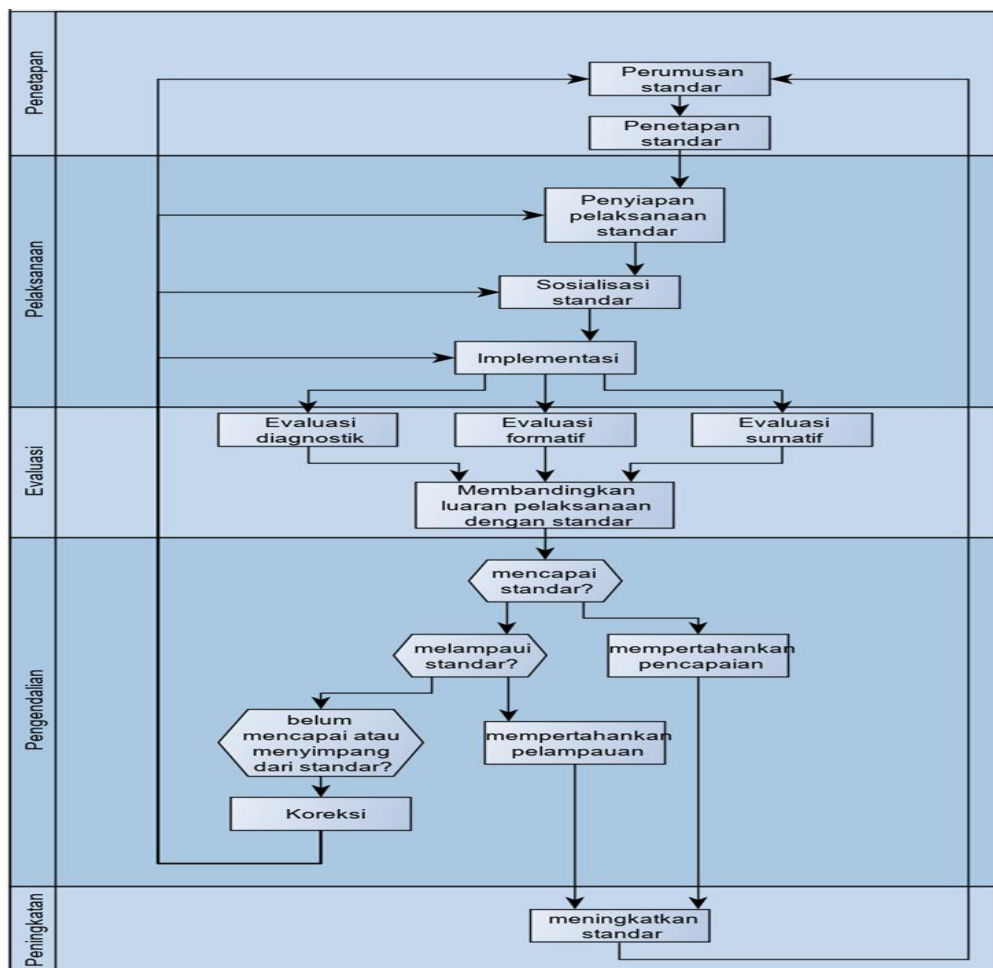 Penetapan
Perumusan
standar
Penetapan
standar
Pelaksanaan
Penyiapan
pelaksanaan
standar
Sosialisasi
standar
Implementasi
Evaluasi
Evaluasi
diagnostik
Evaluasi
formatif
Evaluasi
sumatif
Membandingkan
luaran pelaksanaan
dengan standar
Pengendalian
mencapai
standar?
melampaui
standar?
mempertahankan
pencapaian
belum
mencapai atau
menyimpang
dari standar?
mempertahankan
pelampauan
Koreksi
Peningkatan
meningkatkan
standar